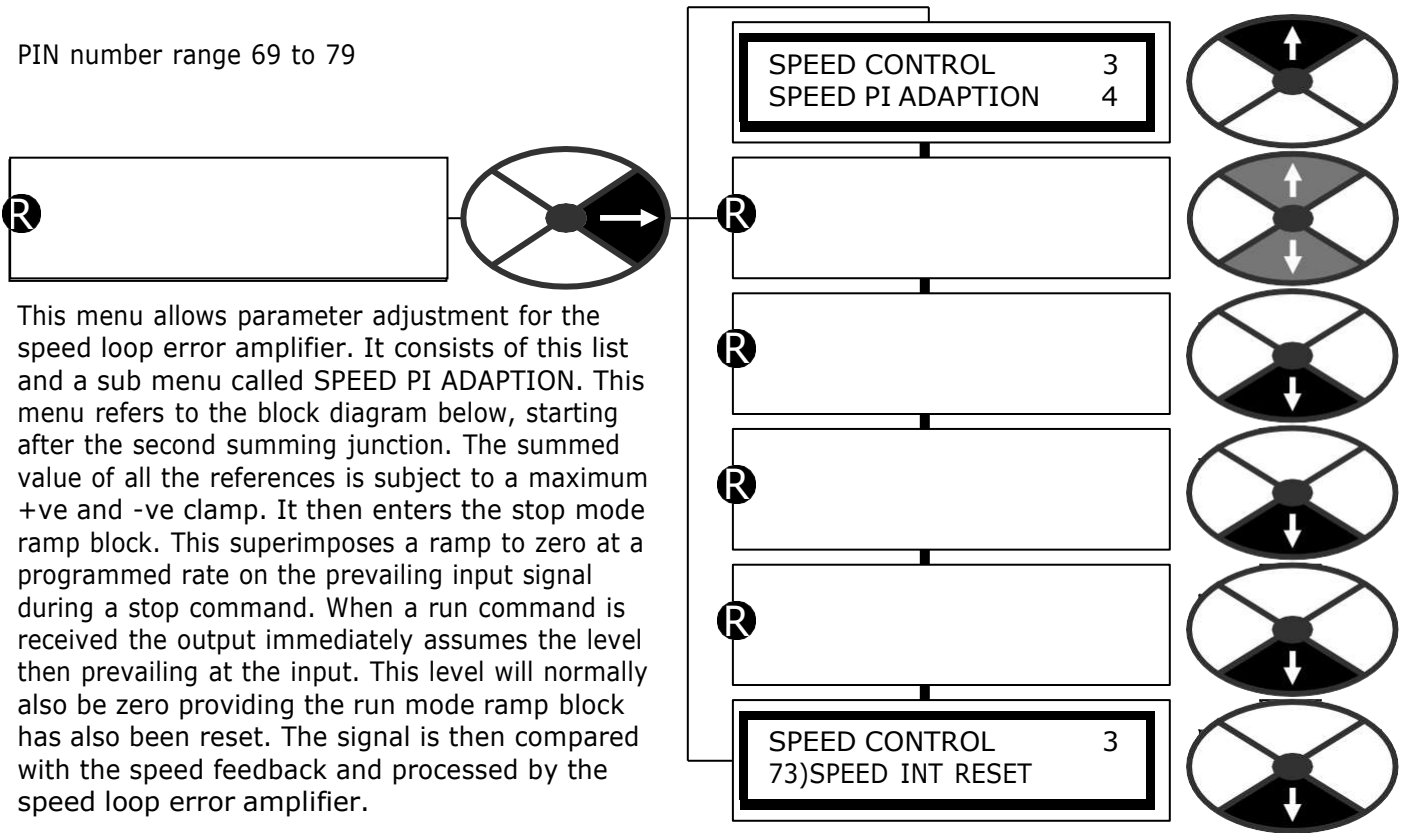 PIN number range 69 to 79
SPEED CONTROL 3
SPEED PI ADAPTION 4
R
R
R
R
R
This menu allows parameter adjustment for the
speed loop error amplifier. It consists of this list
and a sub menu called SPEED PI ADAPTION. This
menu refers to the block diagram below, starting
after the second summing junction. The summed
value of all the references is subject to a maximum
+ve and -ve clamp. It then enters the stop mode
ramp block. This superimposes a ramp to zero at a
programmed rate on the prevailing input signal
during a stop command. When a run command is
received the output immediately assumes the level
then prevailing at the input. This level will normally
also be zero providing the run mode ramp block
has also been reset. The signal is then compared
with the speed feedback and processed by the
speed loop error amplifier.
SPEED CONTROL 3
73)SPEED INT RESET